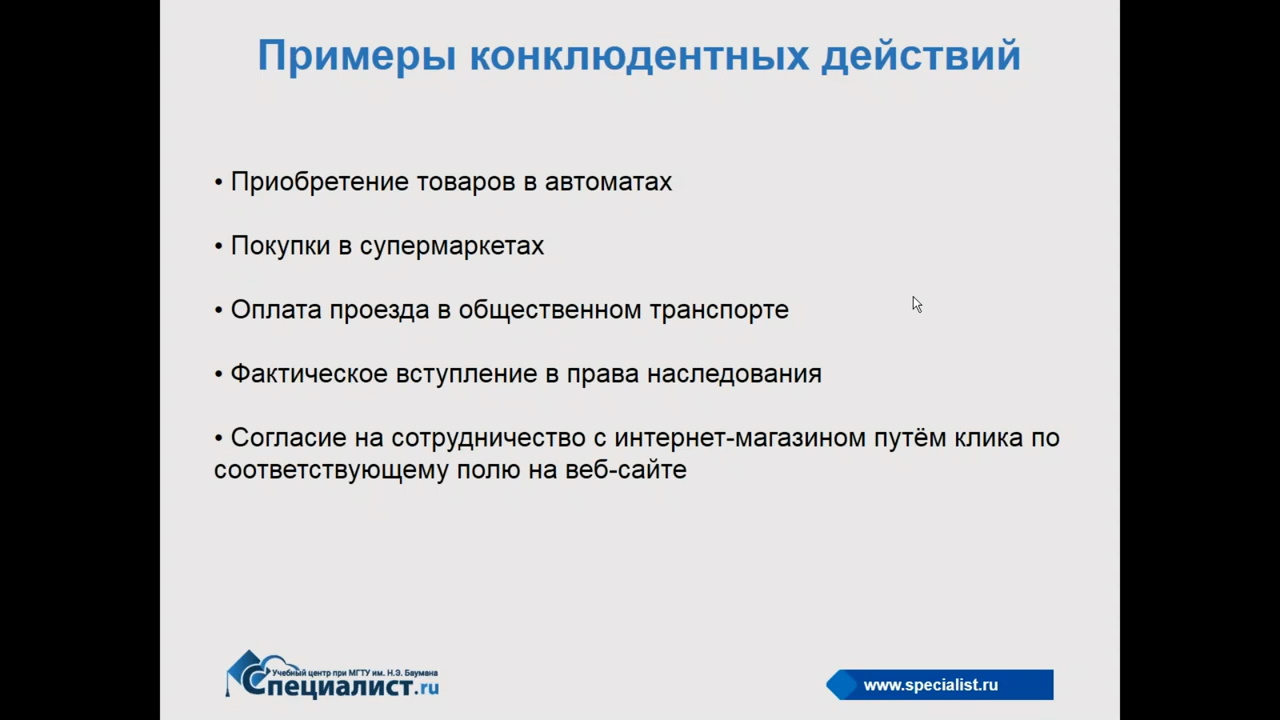 Примеры конклюдентных действий
• Приобретение товаров в автоматах
• Покупки в супермаркетах
• Оплата проезда в общественном транспорте
• Фактическое вступление в права наследования
• Согласие на сотрудничество с интернет-магазином путём клика по
соответствующему полю на веб-сайте
Учебный центр при МГТУ им. Н.Э. Баумана
Специалист.ru
www.specialist.ru